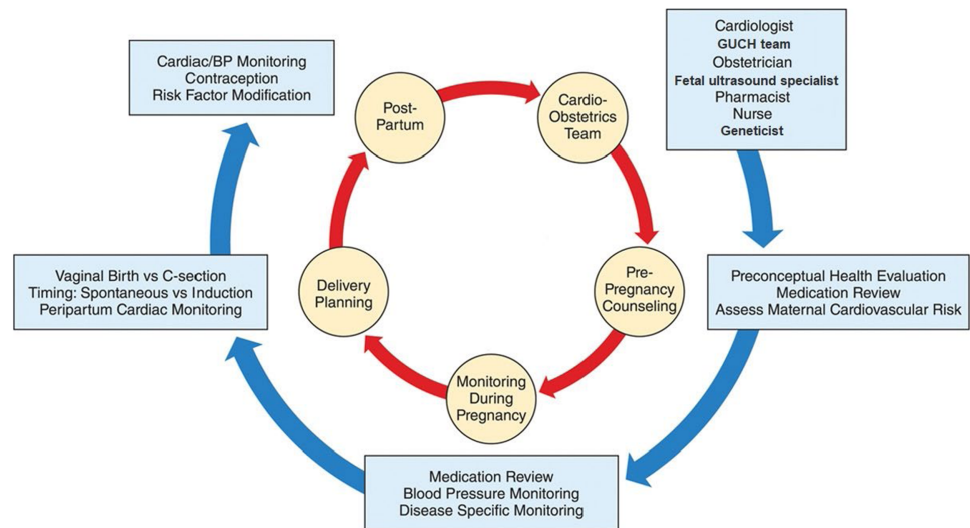 Cardiologist
GUCH team
Obstetrician
Fetal ultrasound specialist
Pharmacist
Nurse
Geneticist
Cardiac/BP Monitoring
Contraception
Risk Factor Modification
Post-
Partum
Cardio-
Obstetrics
Team
Pre-
Pregnancy
Counseling
Preconceptual Health Evaluation
Medication Review
Assess Maternal Cardiovascular Risk
Delivery
Planning
Vaginal Birth vs C-section
Timing: Spontaneous vs Induction
Peripartum Cardiac Monitoring
Monitoring
During
Pregnancy
Medication Review
Blood Pressure Monitoring
Disease Specific Monitoring